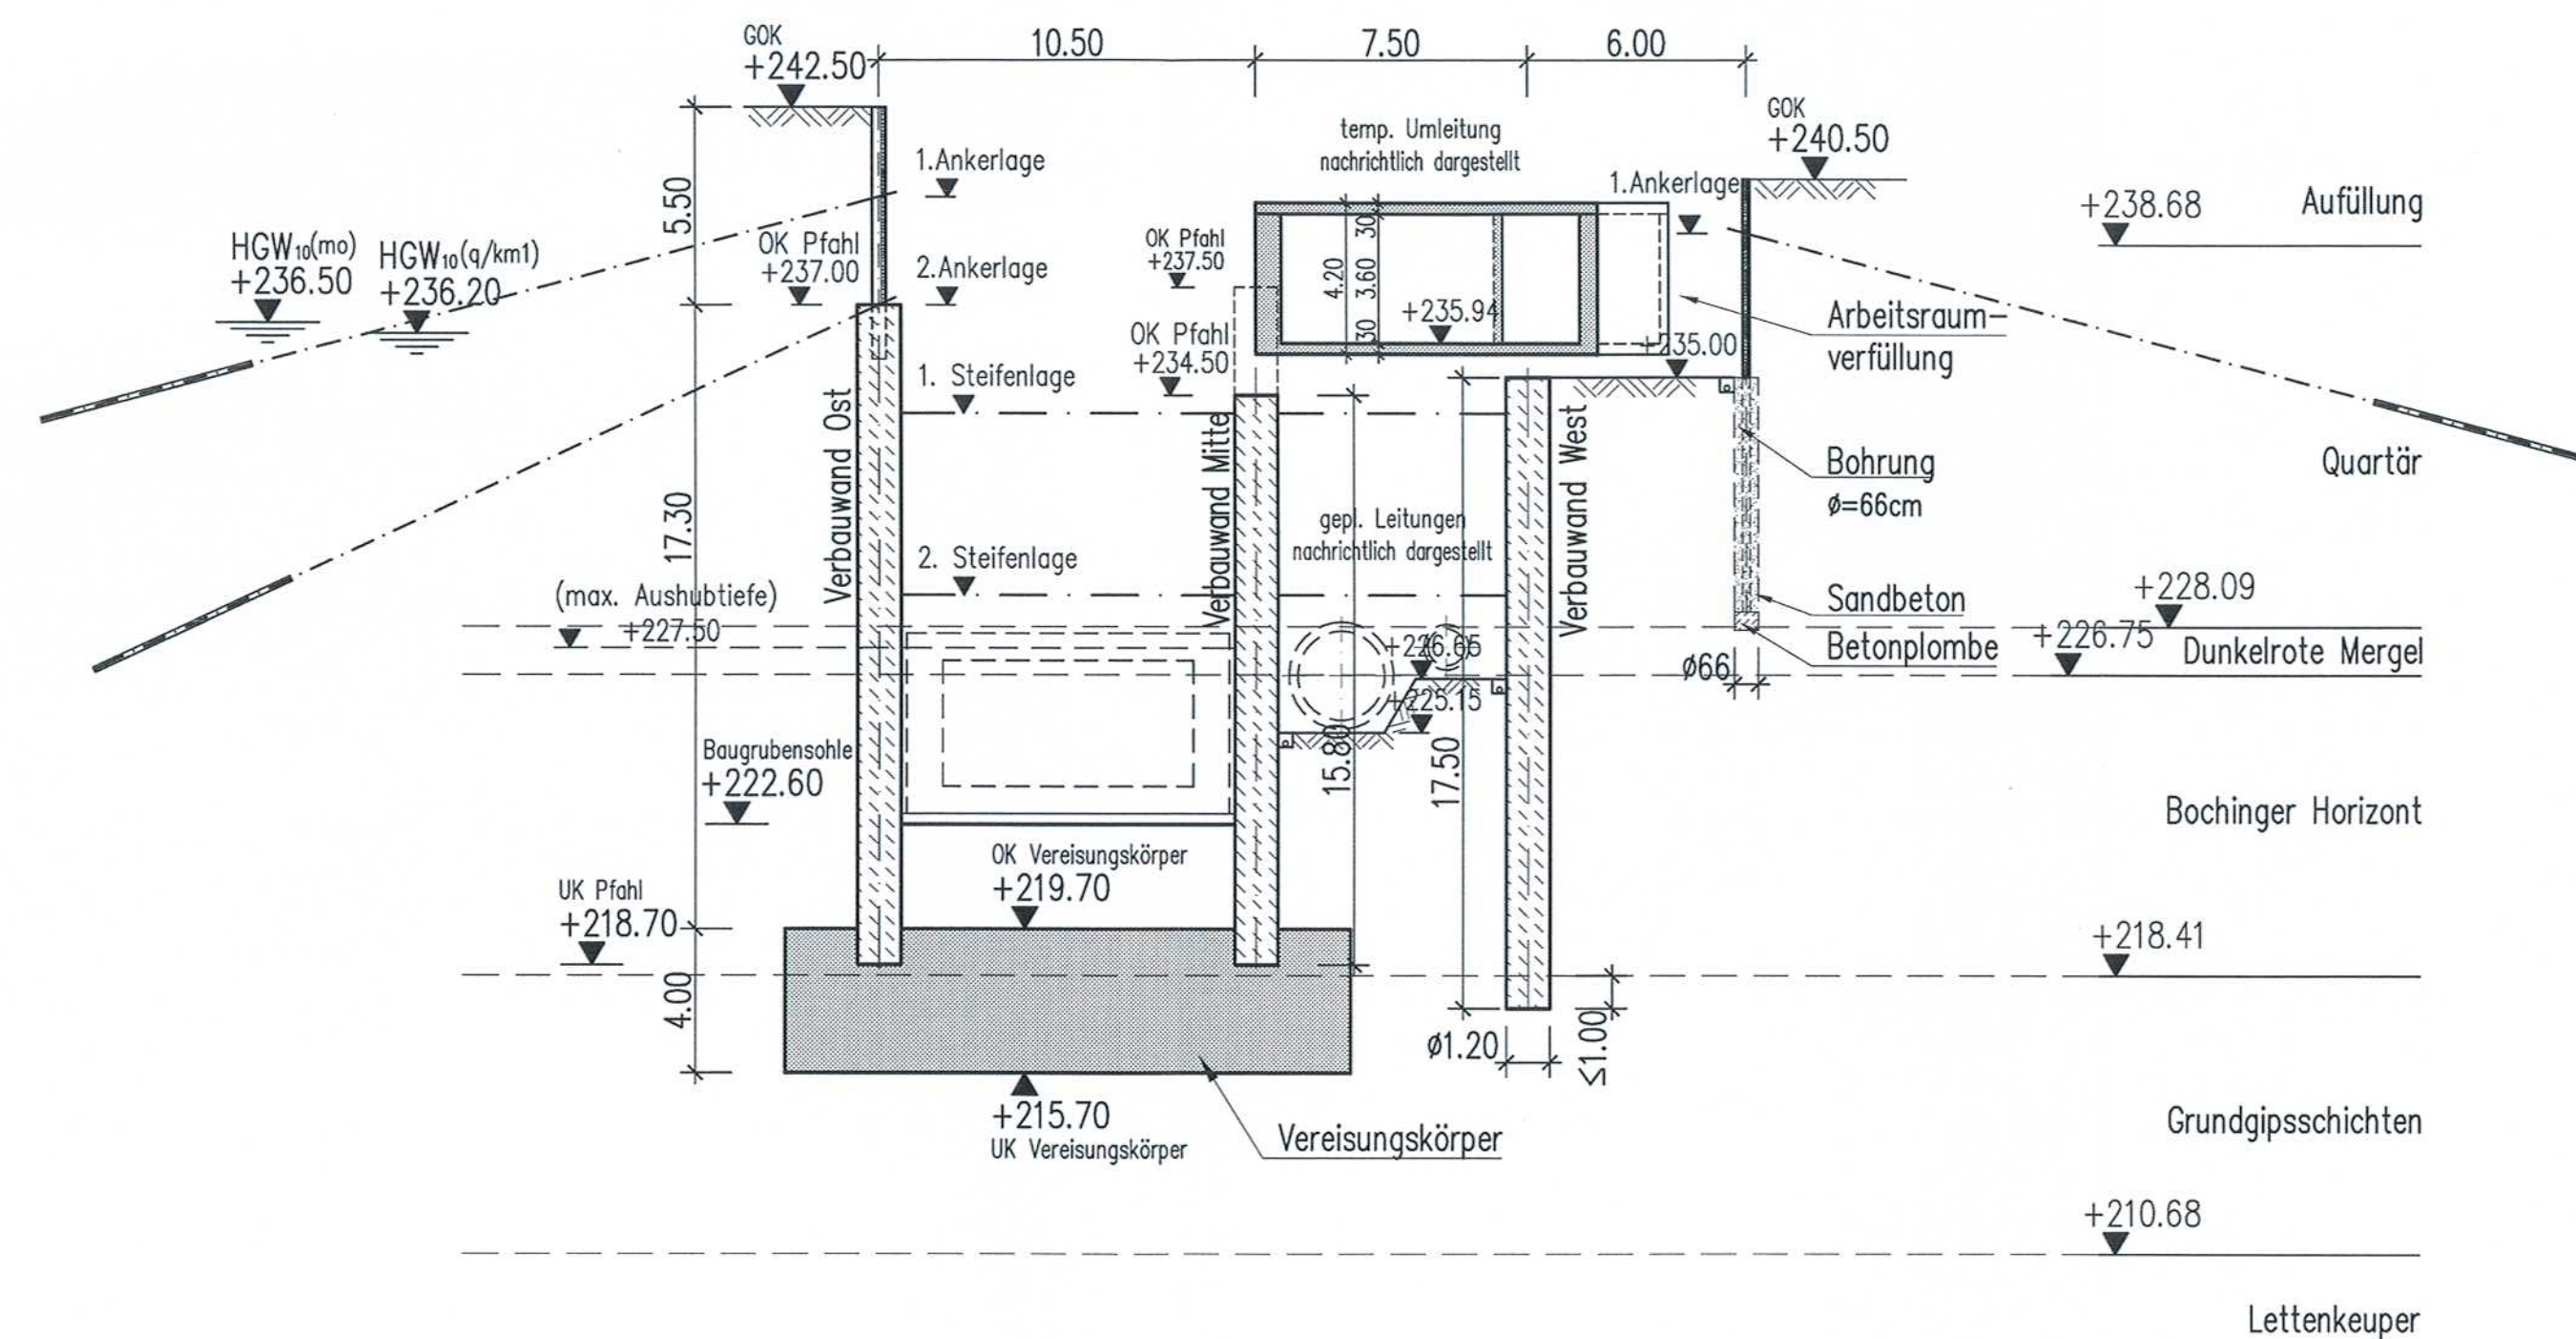 GOK
+242.50
10.50
7.50
6.00
GOK
+240.50
temp. Umleitung
nachrichtlich dargestellt
1.Ankerlage
1.Ankerlage
5.50
+238.68
Aufüllung
HGW10(mo)
+236.50
HGW10(q/km1)
+236.20
OK Pfahl
+237.00
2.Ankerlage
OK Pfahl
+237.50
4.20
30
3.60
30
+235.94
+235.00
Arbeitsraum-
verfüllung
OK Pfahl
+234.50
1. Steifenlage
Verbauwand Ost
Verbauwand Mitte
Verbauwand West
Bohrung
ø=66cm
Quartär
17.30
gepl. Leitungen
nachrichtlich dargestellt
2. Steifenlage
(max. Aushubtiefe)
+227.50
Sandbeton
+228.09
Betonplombe
+226.75
Dunkelrote Mergel
ø66
+226.65
+225.15
15.80
17.50
Baugrubensohle
+222.60
Bochinger Horizont
OK Vereisungskörper
+219.70
UK Pfahl
+218.70
+218.41
4.00
ø1.20
≤1.00
+215.70
UK Vereisungskörper
Vereisungskörper
Grundgipsschichten
+210.68
Lettenkeuper